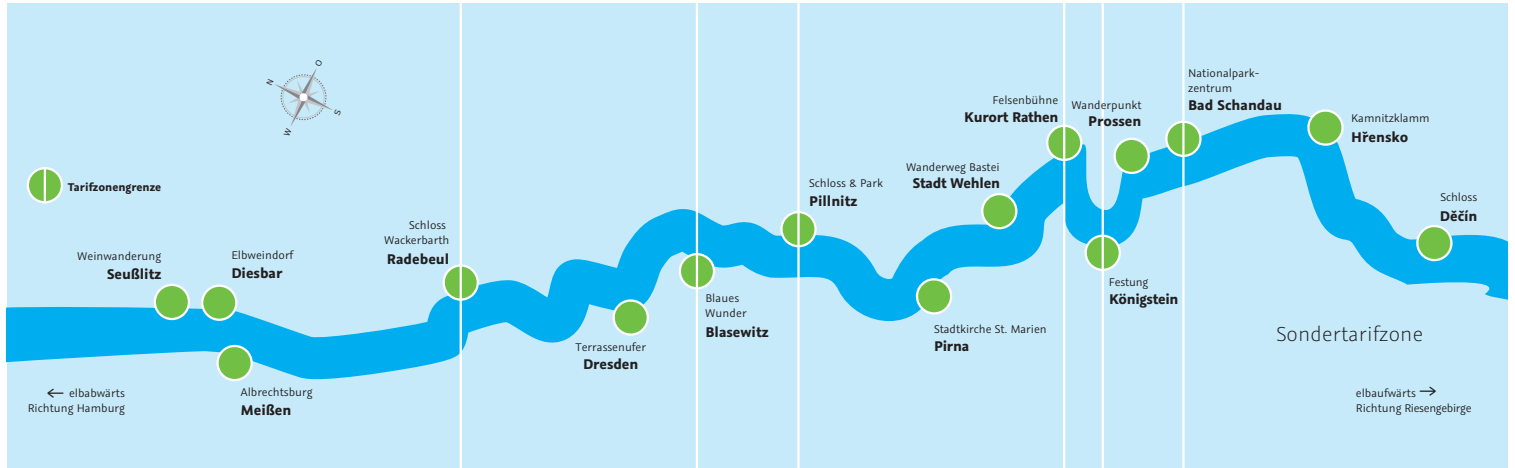 N
O
S
W
Tarifzonengrenze
Weinwanderung
Seußlitz
Elbweindorf
Diesbar
Albrechtsburg
Meißen
← elbabwärts
Richtung Hamburg
Schloss
Wackerbarth
Radebeul
Terrassenufer
Dresden
Blaues
Wunder
Blasewitz
Schloss & Park
Pillnitz
Stadtkirche St. Marien
Pirna
Wanderweg Bastei
Stadt Wehlen
Felsenbühne
Kurort Rathen
Festung
Königstein
Wanderpunkt
Prossen
Nationalpark-
zentrum
Bad Schandau
Kamnitzklamm
Hřensko
Schloss
Děčín
Sondertarifzone
elbaufwärts →
Richtung Riesengebirge